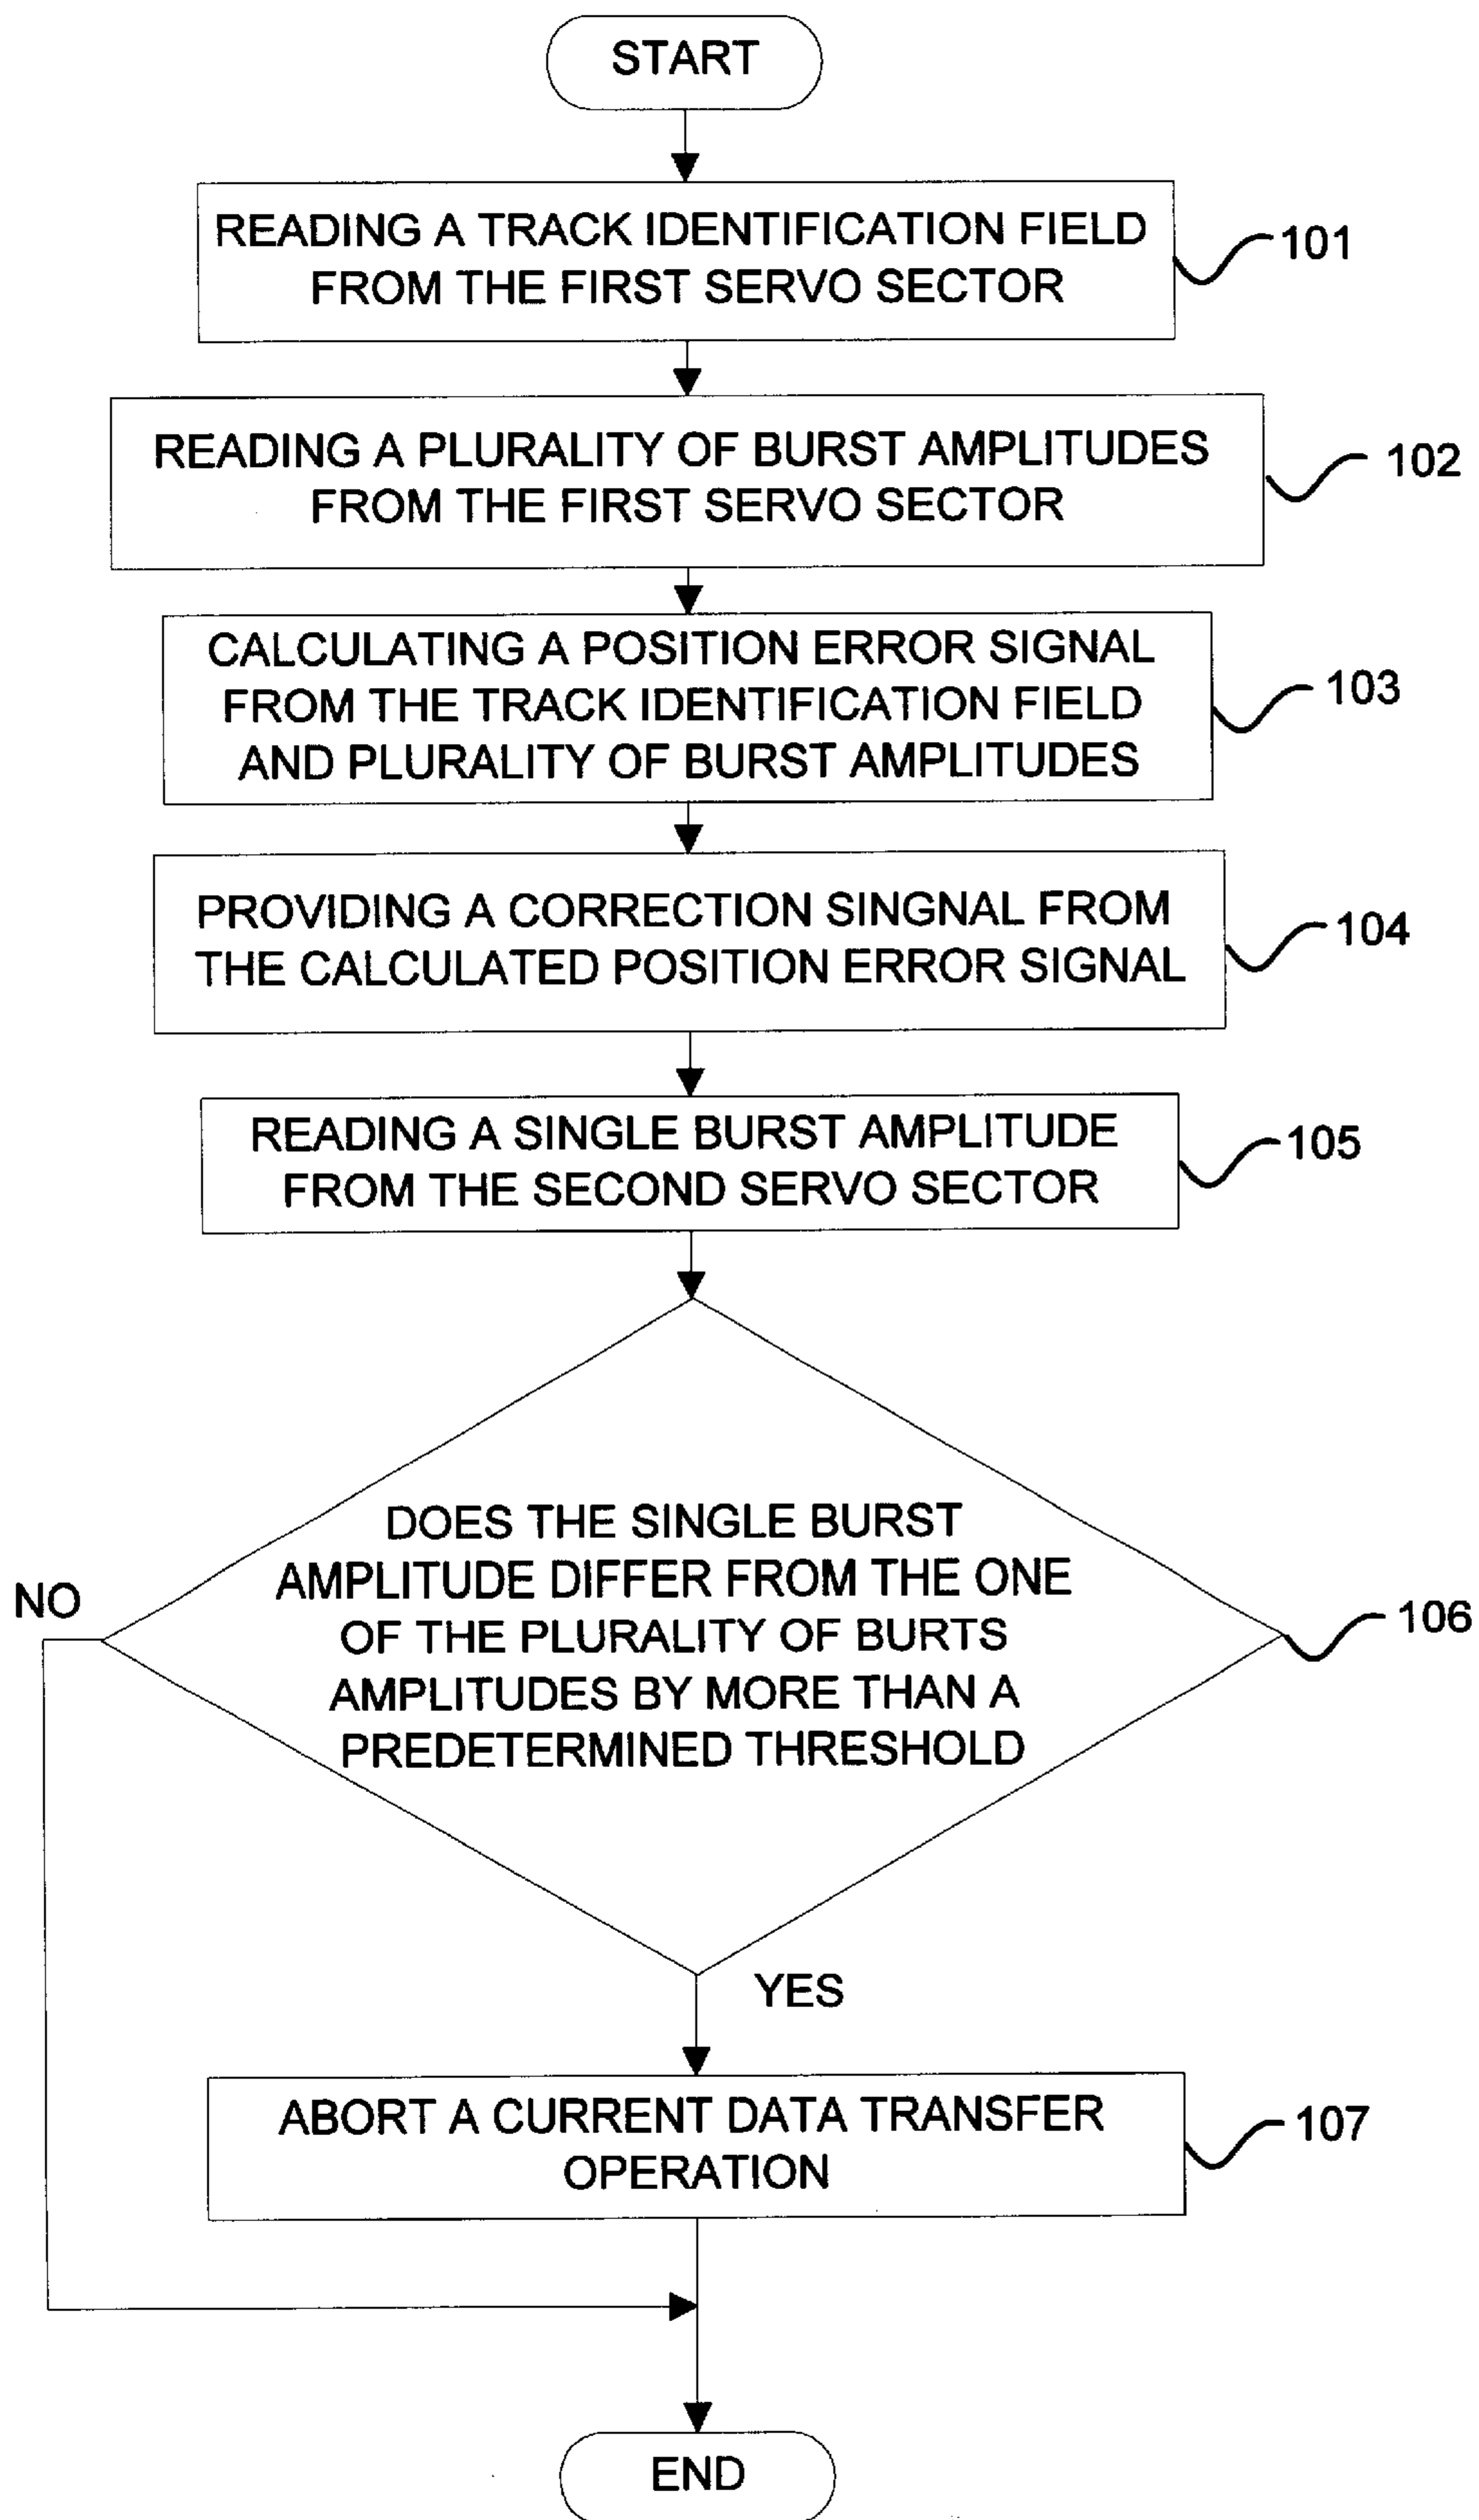 START
READING A TRACK IDENTIFICATION FIELD
FROM THE FIRST SERVO SECTOR
101
READING A PLURALITY OF BURST AMPLITUDES
FROM THE FIRST SERVO SECTOR
102
CALCULATING A POSITION ERROR SIGNAL
FROM THE TRACK IDENTIFICATION FIELD
AND PLURALITY OF BURST AMPLITUDES
103
PROVIDING A CORRECTION SINGNAL FROM
THE CALCULATED POSITION ERROR SIGNAL
104
READING A SINGLE BURST AMPLITUDE
FROM THE SECOND SERVO SECTOR
105
DOES THE SINGLE BURST
AMPLITUDE DIFFER FROM THE ONE
OF THE PLURALITY OF BURTS
AMPLITUDES BY MORE THAN A
PREDETERMINED THRESHOLD
NO
106
YES
ABORT A CURRENT DATA TRANSFER
OPERATION
107
END